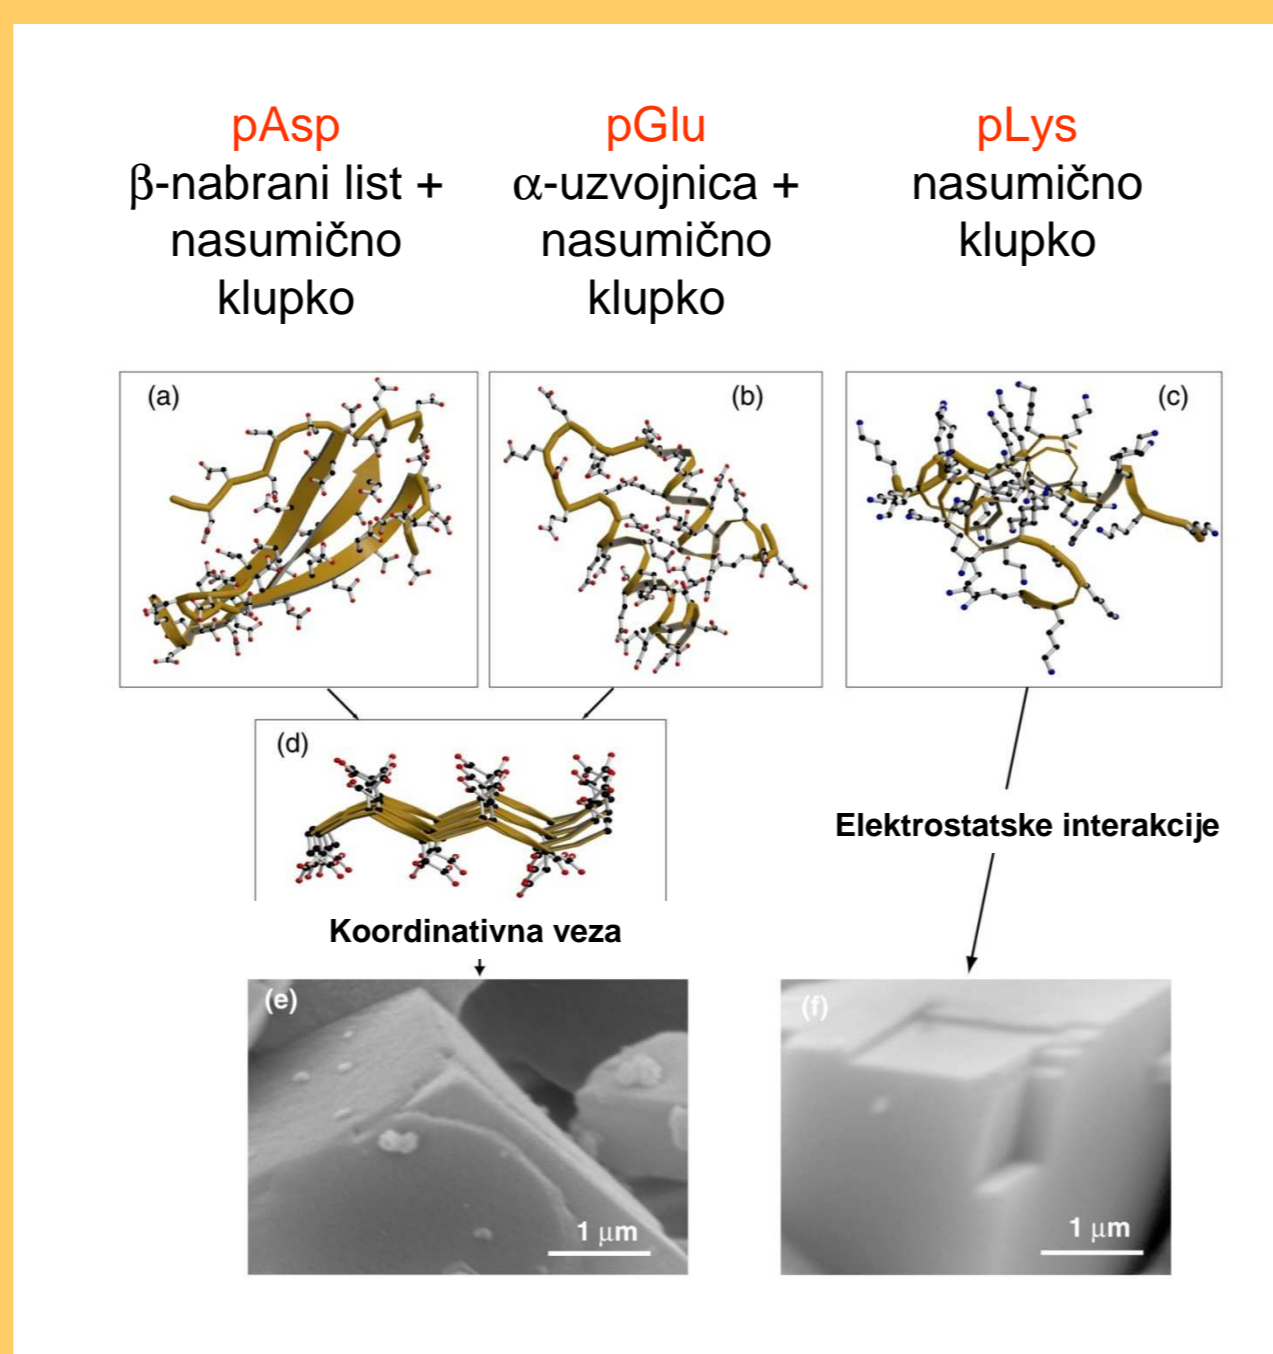 pAsp
β-nabrani list +
nasumično
klupko
pGlu
α-uzvojnica +
nasumično
klupko
pLys
nasumično
klupko
(a)
(b)
(c)
(d)
Elektrostatske interakcije
Koordinativna veza
(e)
1 μm
(f)
1 μm